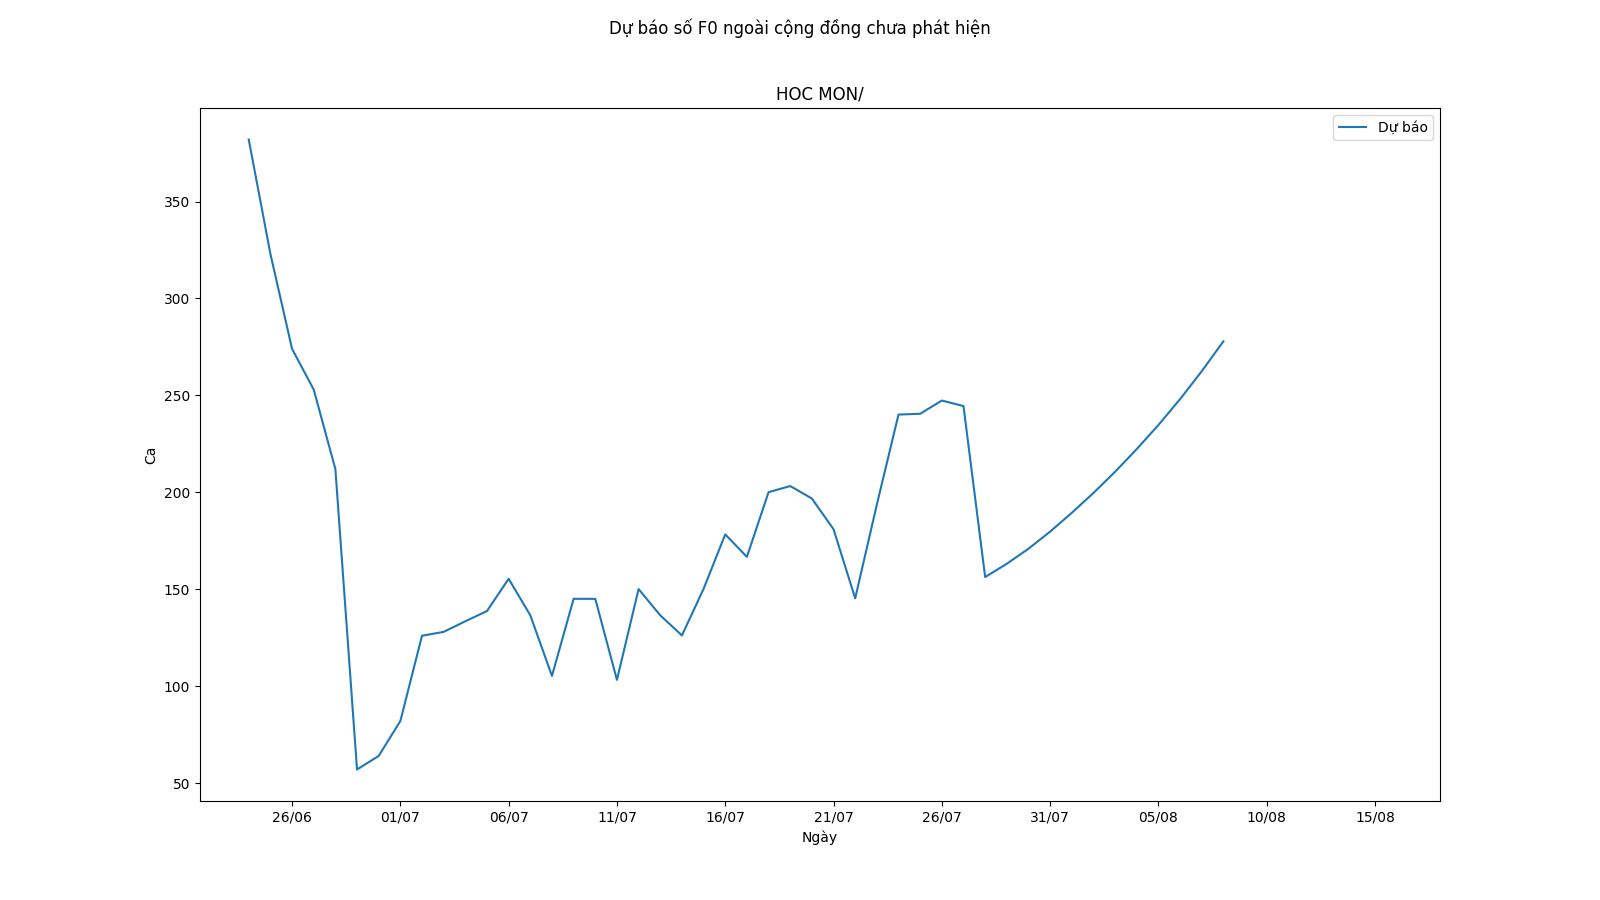 Dự báo số F0 ngoài cộng đồng chưa phát hiện
HOC MON/
Dự báo
350
300
250
200
150
100
50
Ca
26/06 01/07 06/07 11/07 16/07 21/07 26/07 31/07 05/08 10/08 15/08
Ngày